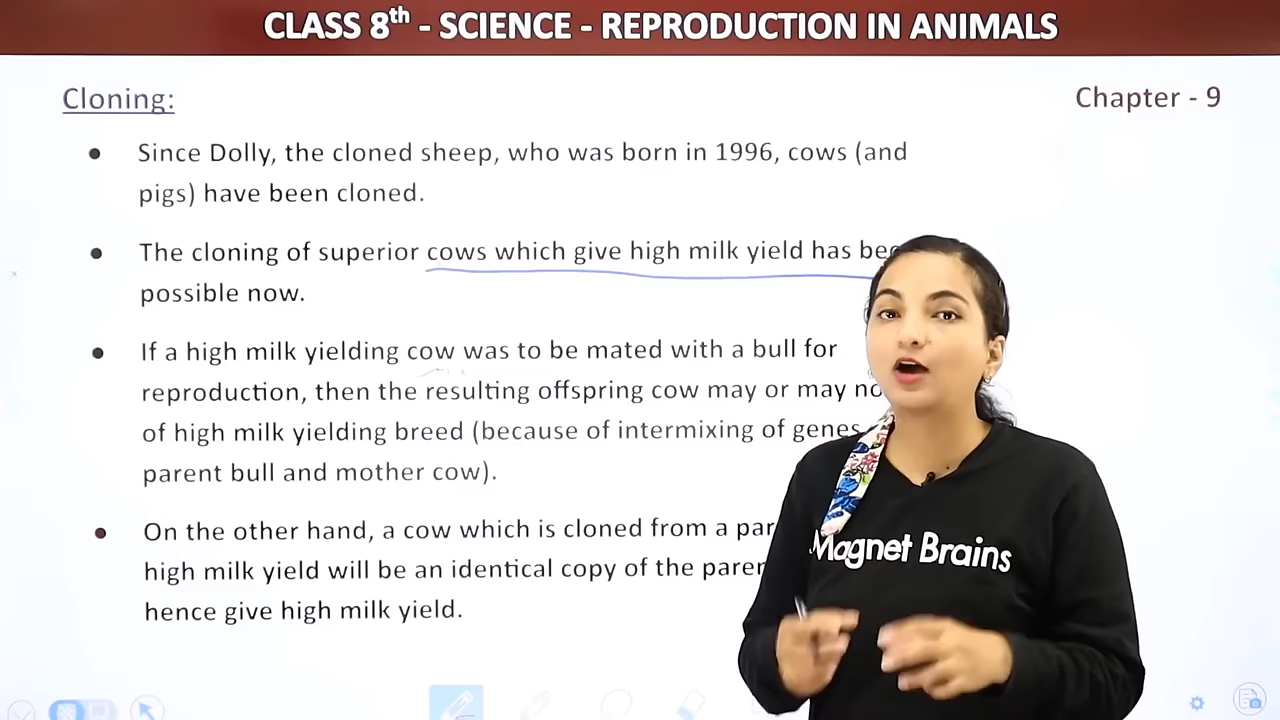 CLASS 8th - SCIENCE - REPRODUCTION IN ANIMALS
Cloning:
Chapter - 9
• Since Dolly, the cloned sheep, who was born in 1996, cows (and
pigs) have been cloned.
• The cloning of superior cows which give high milk yield has
possible now.
• If a high milk yielding cow was to be mated with a bull for
reproduction, then the resulting offspring cow may or may
of high milk yielding breed (because of intermixing of genes
parent bull and mother cow).
• On the other hand, a cow which is cloned from a
high milk yield will be an identical copy of the
hence give high milk yield.
Magnet Brains